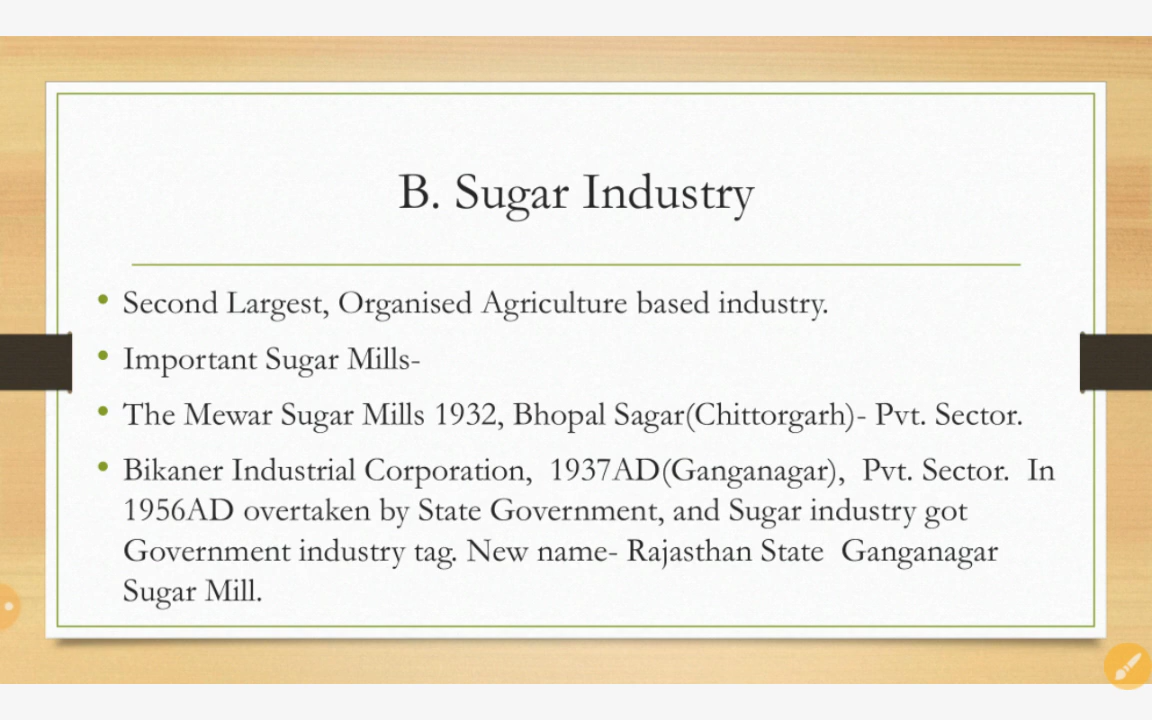 B. Sugar Industry
• Second Largest, Organised Agriculture based industry.
• Important Sugar Mills-
• The Mewar Sugar Mills 1932, Bhopal Sagar(Chittorgarh)- Pvt. Sector.
• Bikaner Industrial Corporation, 1937AD(Ganganagar), Pvt. Sector. In
1956AD overtaken by State Government, and Sugar industry got
Government industry tag. New name- Rajasthan State Ganganagar
Sugar Mill.